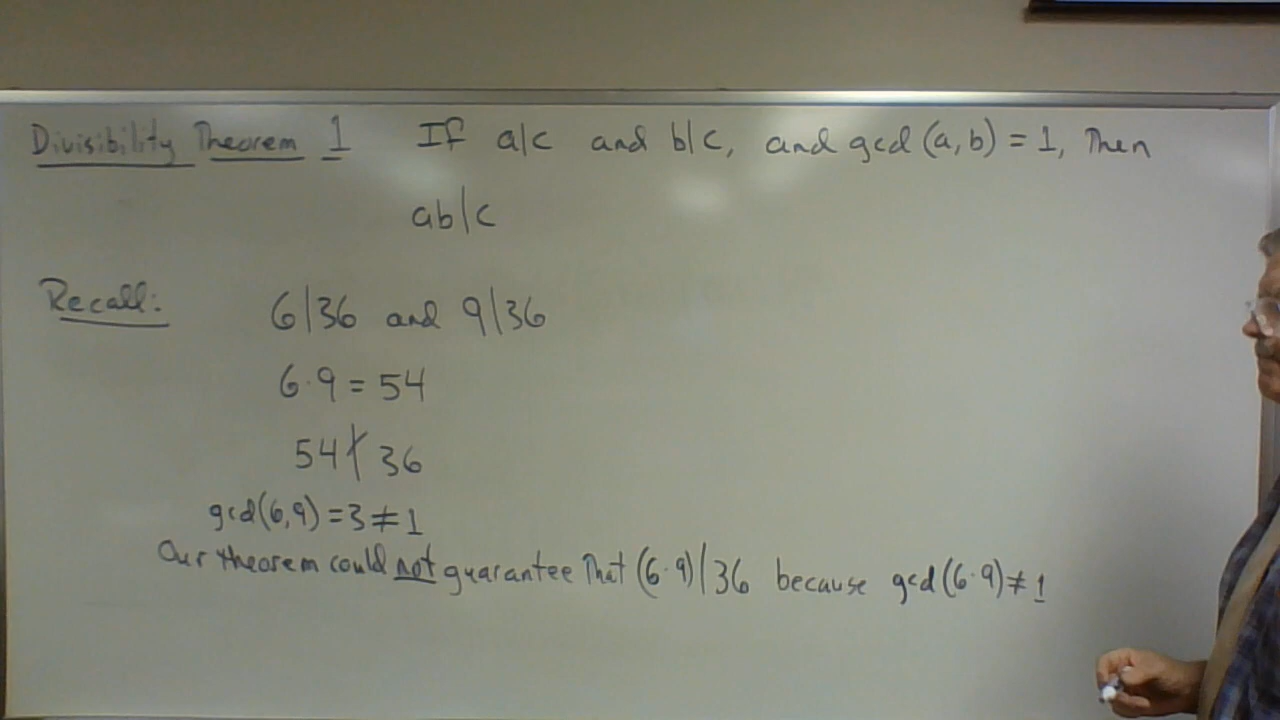 Divisibility Theorem 1 If a|c and b|c, and gcd(a,b) = 1, Then
ab|c
Recall: 6|36 and 9|36
6·9 = 54
54∤36
gcd(6,9) = 3 ≠ 1
Our theorem could not guarantee That (6·9)|36 because gcd(6·9) ≠ 1